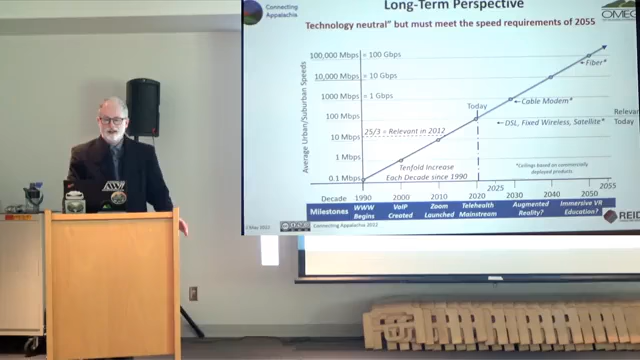 Long-Term Perspective
Connecting
Appalachia
OMEG
Technology neutral" but must meet the speed requirements of 2055
Average Urban/Suburban Speeds
100,000 Mbps = 100 Gbps
10,000 Mbps = 10 Gbps
1000 Mbps = 1 Gbps
100 Mbps
10 Mbps
1 Mbps
0.1 Mbps
Fiber*
Cable Modem*
Today
DSL, Fixed Wireless, Satellite*
Relevan
Today
25/3 = Relevant in 2012
Tenfold Increase
Each Decade since 1990
*Ceilings based on commercially
deployed products
Decade 1990 2000 2010 2020 2025 2030 2040 2050 2055
Milestones WWW Begins VoIP Created Zoom Launched Telehealth Mainstream Augmented Reality? Immersive VR Education?
REID
May 2022
Connecting Appalachia 2022